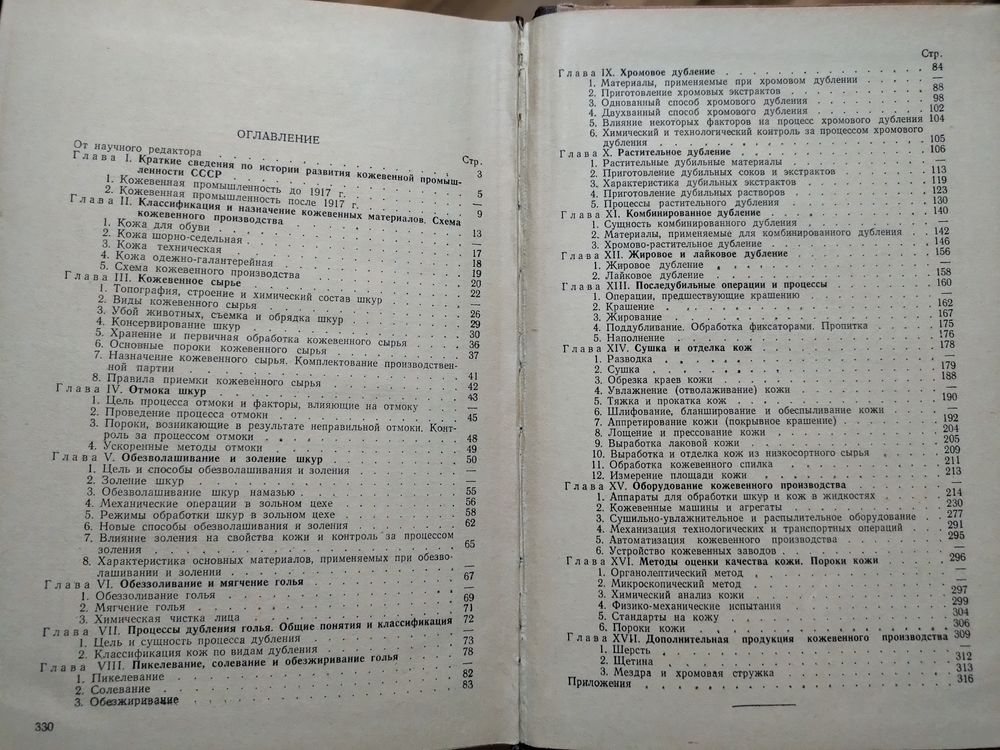 ОГЛАВЛЕНИЕ
Стр.
От научного редактора 3
Глава I. Краткие сведения по истории развития кожевенной промыш-
ленности СССР 5
1. Кожевенная промышленность до 1917 г. —
2. Кожевенная промышленность после 1917 г. 9
Глава II. Классификация и назначение кожевенных материалов. Схема
кожевенного производства 13
1. Кожа для обуви —
2. Кожа шорно-седельная 17
3. Кожа техническая 18
4. Кожа одежно-галантерейная 19
5. Схема кожевенного производства 20
Глава III. Кожевенное сырье 22
1. Топография, строение и химический состав шкур —
2. Виды кожевенного сырья 26
3. Убой животных, съемка и обрядка шкур 29
4. Консервирование шкур 30
5. Хранение и первичная обработка кожевенного сырья 36
6. Основные пороки кожевенного сырья 37
7. Назначение кожевенного сырья. Комплектование производствен-
ной партии 41
8. Правила приемки кожевенного сырья 42
Глава IV. Отмока шкур 43
1. Цель процесса отмоки и факторы, влияющие на отмоку —
2. Проведение процесса отмоки 45
3. Пороки, возникающие в результате неправильной отмоки. Конт-
роль за процессом отмоки 48
4. Ускоренные методы отмоки 49
Глава V. Обезволашивание и золение шкур 50
1. Цель и способы обезволашивания и золения —
2. Золение шкур —
3. Обезволашивание шкур намазью 55
4. Механические операции в зольном цехе 56
5. Режимы обработки шкур в зольном цехе 58
6. Новые способы обезволашивания и золения 62
7. Влияние золения на свойства кожи и контроль за процессом
золения 65
8. Характеристика основных материалов, применяемых при обезво-
лашивании и золении —
Глава VI. Обеззоливание и мягчение голья 67
1. Обеззоливание голья —
2. Мягчение голья 69
3. Химическая чистка лица 71
Глава VII. Процессы дубления голья. Общие понятия и классификация 72
1. Цель и сущность процесса дубления —
2. Классификация кож по видам дубления 73
Глава VIII. Пикелевание, солевание и обезжиривание голья 78
1. Пикелевание —
2. Солевание 82
3. Обезжиривание 83
330
Стр.
Глава IX. Хромовое дубление 84
1. Материалы, применяемые при хромовом дублении —
2. Приготовление хромовых экстрактов 88
3. Однованный способ хромового дубления 98
4. Двухванный способ хромового дубления 102
5. Влияние некоторых факторов на процесс хромового дубления 104
6. Химический и технологический контроль за процессом хромового
дубления 105
Глава X. Растительное дубление 106
1. Растительные дубильные материалы —
2. Приготовление дубильных соков и экстрактов 113
3. Характеристика дубильных экстрактов 119
4. Приготовление дубильных растворов 123
5. Процессы растительного дубления 130
Глава XI. Комбинированное дубление 140
1. Сущность комбинированного дубления —
2. Материалы, применяемые для комбинированного дубления 142
3. Хромово-растительное дубление 146
Глава XII. Жировое и лайковое дубление 156
1. Жировое дубление —
2. Лайковое дубление 158
Глава XIII. Последубильные операции и процессы 160
1. Операции, предшествующие крашению —
2. Крашение 162
3. Жирование 167
4. Поддубливание. Обработка фиксаторами. Пропитка 175
5. Наполнение 176
Глава XIV. Сушка и отделка кож 178
1. Разводка —
2. Сушка 179
3. Обрезка краев кожи 188
4. Увлажнение (отволаживание) кожи —
5. Тяжка и прокатка кож 190
6. Шлифование, бланширование и обеспыливание кожи —
7. Аппретирование кожи (покрывное крашение) 192
8. Лощение и прессование кожи 204
9. Выработка лаковой кожи 205
10. Выработка и отделка кож из низкосортного сырья 209
11. Обработка кожевенного спилка 211
12. Измерение площади кожи 213
Глава XV. Оборудование кожевенного производства —
1. Аппараты для обработки шкур и кож в жидкостях 214
2. Кожевенные машины и агрегаты 230
3. Сушильно-увлажнительное и распылительное оборудование 277
4. Механизация технологических и транспортных операций 291
5. Автоматизация кожевенного производства 295
6. Устройство кожевенных заводов —
Глава XVI. Методы оценки качества кожи. Пороки кожи 296
1. Органолептический метод —
2. Микроскопический метод —
3. Химический анализ кожи 297
4. Физико-механические испытания 299
5. Стандарты на кожу 304
6. Пороки кожи 306
Глава XVII. Дополнительная продукция кожевенного производства 309
1. Шерсть —
2. Щетина 312
3. Мездра и хромовая стружка 313
Приложения 316